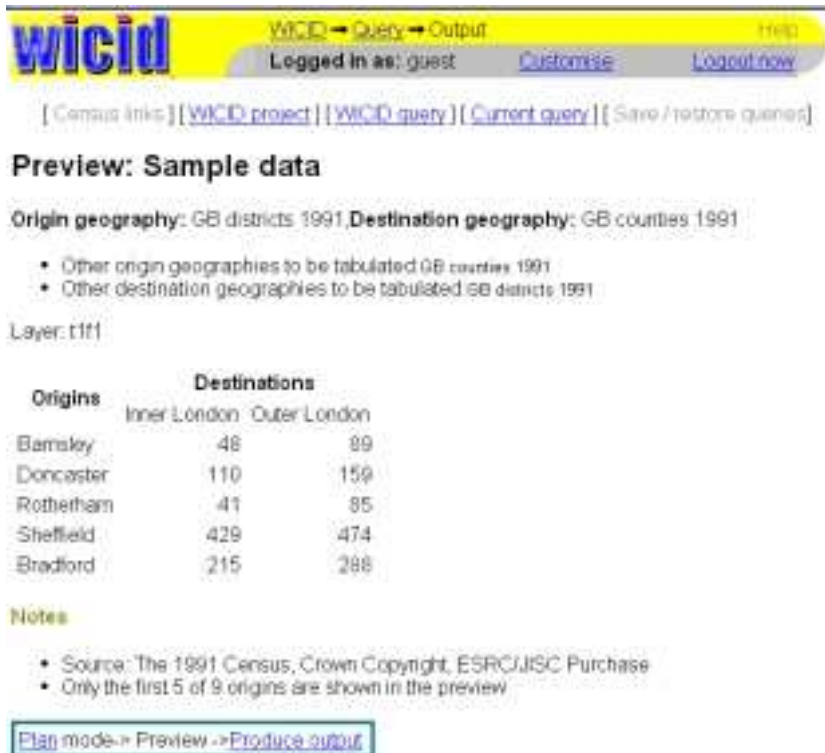 wicid
WICID → Query → Output Help
Logged in as: guest Customise Logout now
[ Census links ] [ WICID project ] [ WICID query ] [ Current query ] [ Save / restore queries]
Preview: Sample data
Origin geography: GB districts 1991,Destination geography: GB counties 1991
• Other origin geographies to be tabulated GB counties 1991
• Other destination geographies to be tabulated GB districts 1991
Layer: t1f1
Destinations
Origins
Inner London Outer London
Barnsley 48 89
Doncaster 110 159
Rotherham 41 85
Sheffield 429 474
Bradford 215 288
Notes
• Source: The 1991 Census, Crown Copyright, ESRC/JISC Purchase
• Only the first 5 of 9 origins are shown in the preview
Plan mode-> Preview ->Produce output